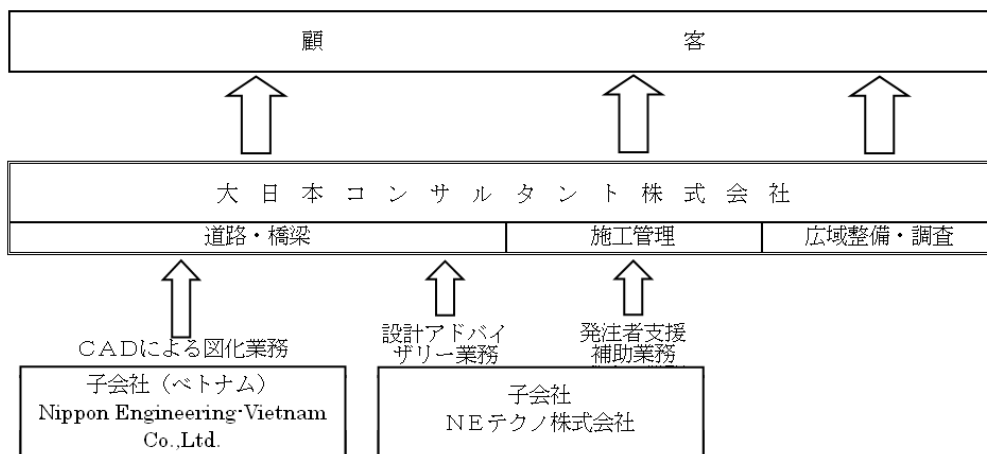 顧客
大日本コンサルタント株式会社
道路・橋梁
施工管理
広域整備・調査
CADによる図化業務
設計アドバイ
ザリー業務
発注者支援
補助業務
子会社(ベトナム)
Nippon Engineering-Vietnam
Co.,Ltd.
子会社
NEテクノ株式会社